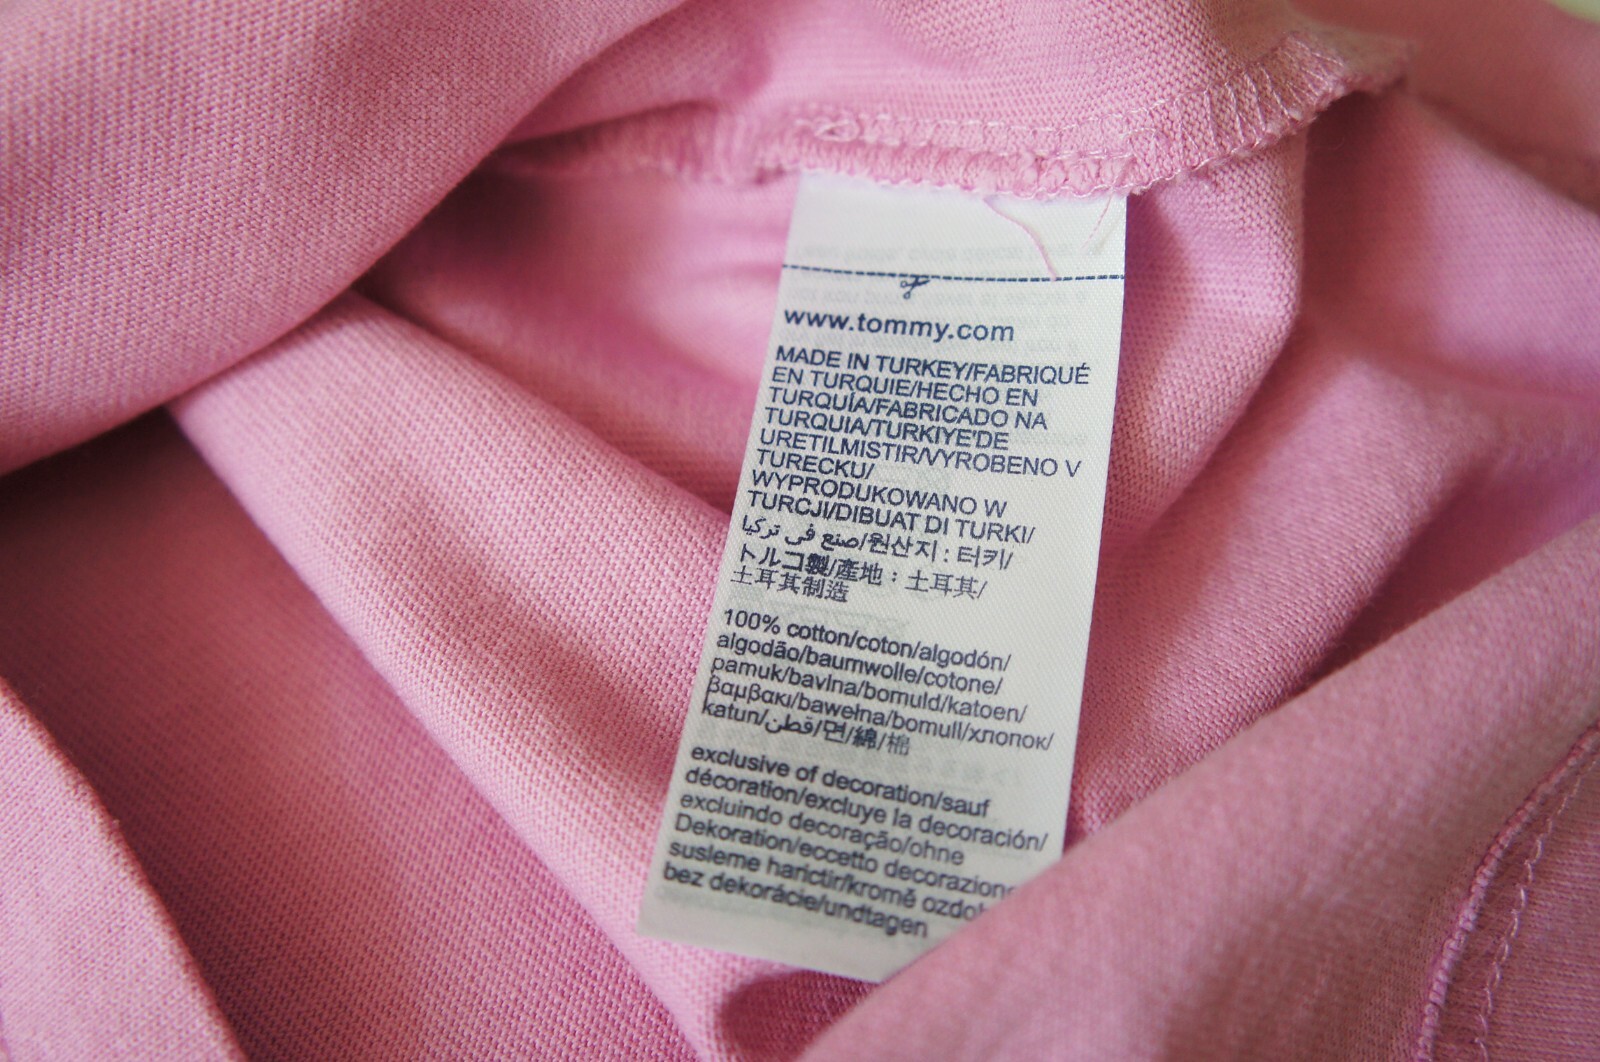 www.tommy.com
MADE IN TURKEY/FABRIQUÉ
EN TURQUIE/HECHO EN
TURQUÍA/FABRICADO NA
TURQUIA/TURKIYE'DE
URETILMISTIR/VYROBENO V
TURECKU/
WYPRODUKOWANO W
TURCJI/DIBUAT DI TURKI/
صنع في تركيا/원산지 : 터키/
トルコ製/產地：土耳其/
土耳其制造
100% cotton/coton/algodón/
algodão/baumwolle/cotone/
pamuk/bavlna/bomuld/katoen/
βαμβακι/bawełna/bomull/хлопок/
katun/قطن/면/綿/棉
exclusive of decoration/sauf
décoration/excluye la decoración/
excluindo decoração/ohne
Dekoration/eccetto decorazione
susleme harictir/kromě
bez dekorácie/undtagen